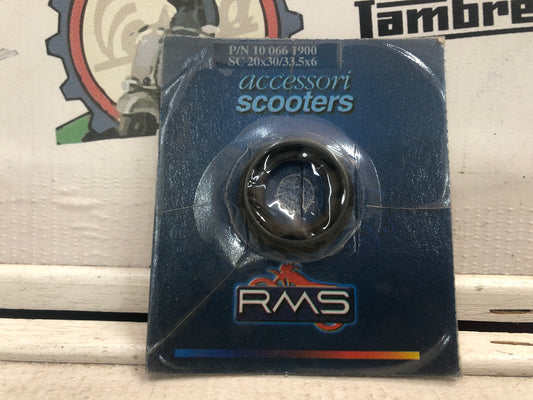 Tambre
P/N 10 066 1900
SC 20x30/33.5x6
accessori
scooters
RMS